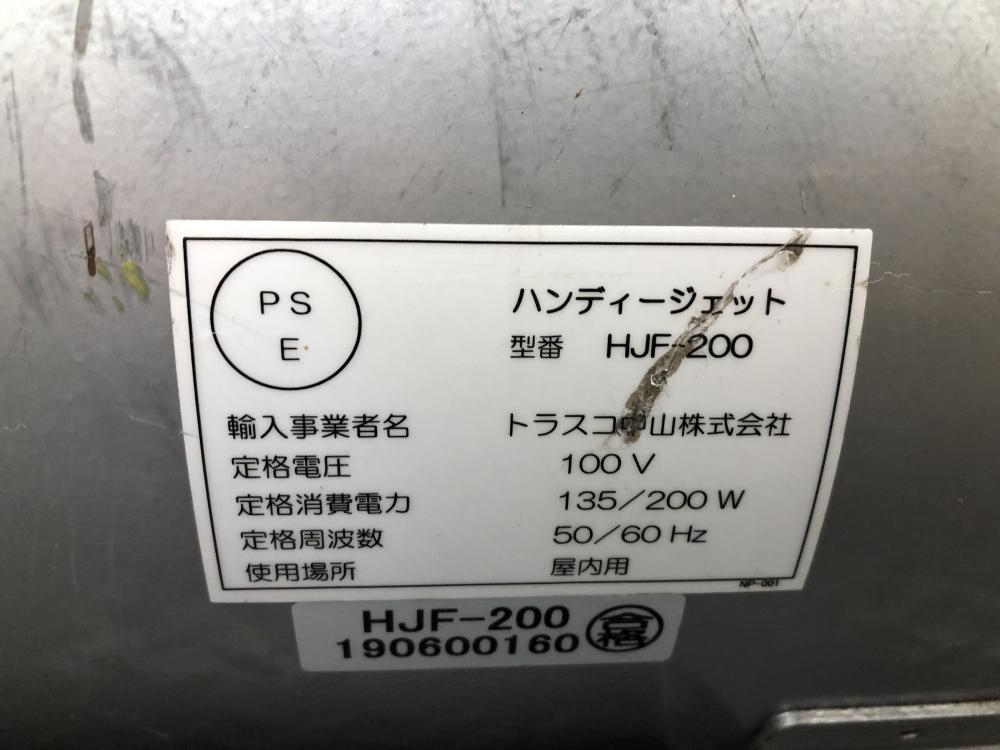 PS
E
ハンディージェット
型番 HJF-200
輸入事業者名 トラスコ中山株式会社
定格電圧 100 V
定格消費電力 135/200 W
定格周波数 50/60 Hz
使用場所 屋内用
NP-001
HJF-200
190600160
合格